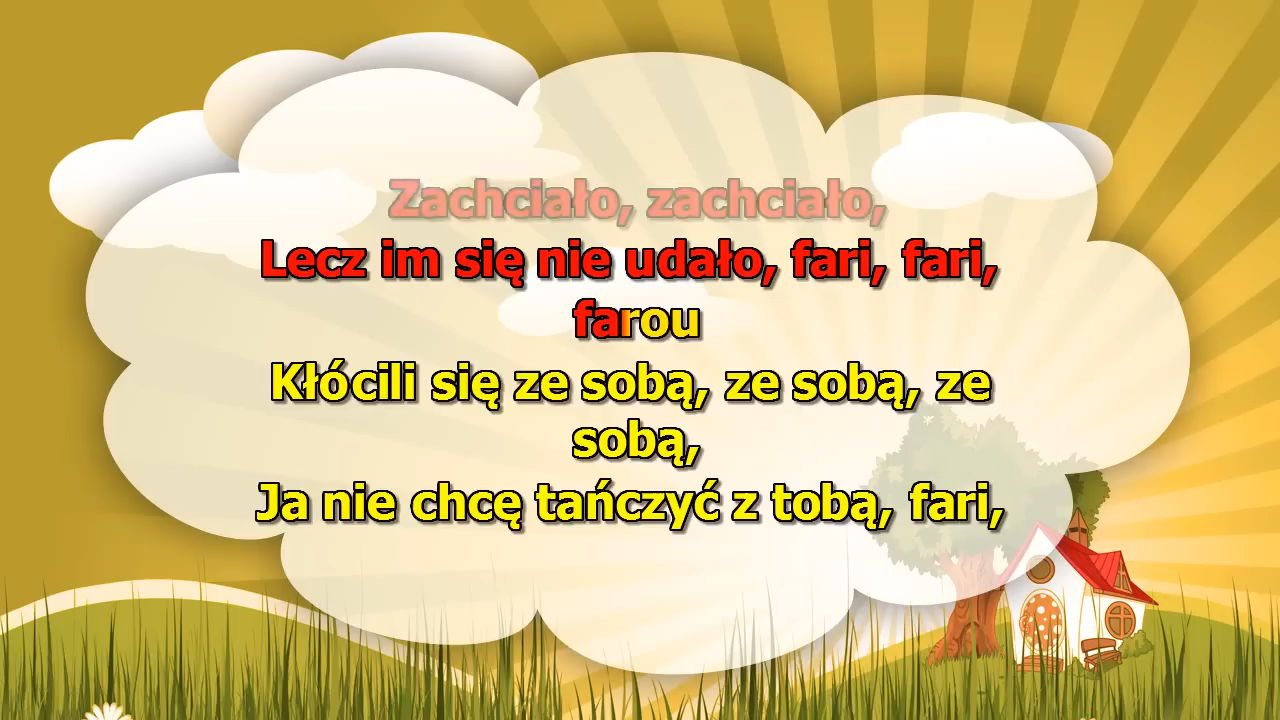 Zachciało, zachciało,
Lecz im się nie udało, fari, fari,
farou
Kłócili się ze sobą, ze sobą, ze
sobą,
Ja nie chcę tańczyć z tobą, fari,